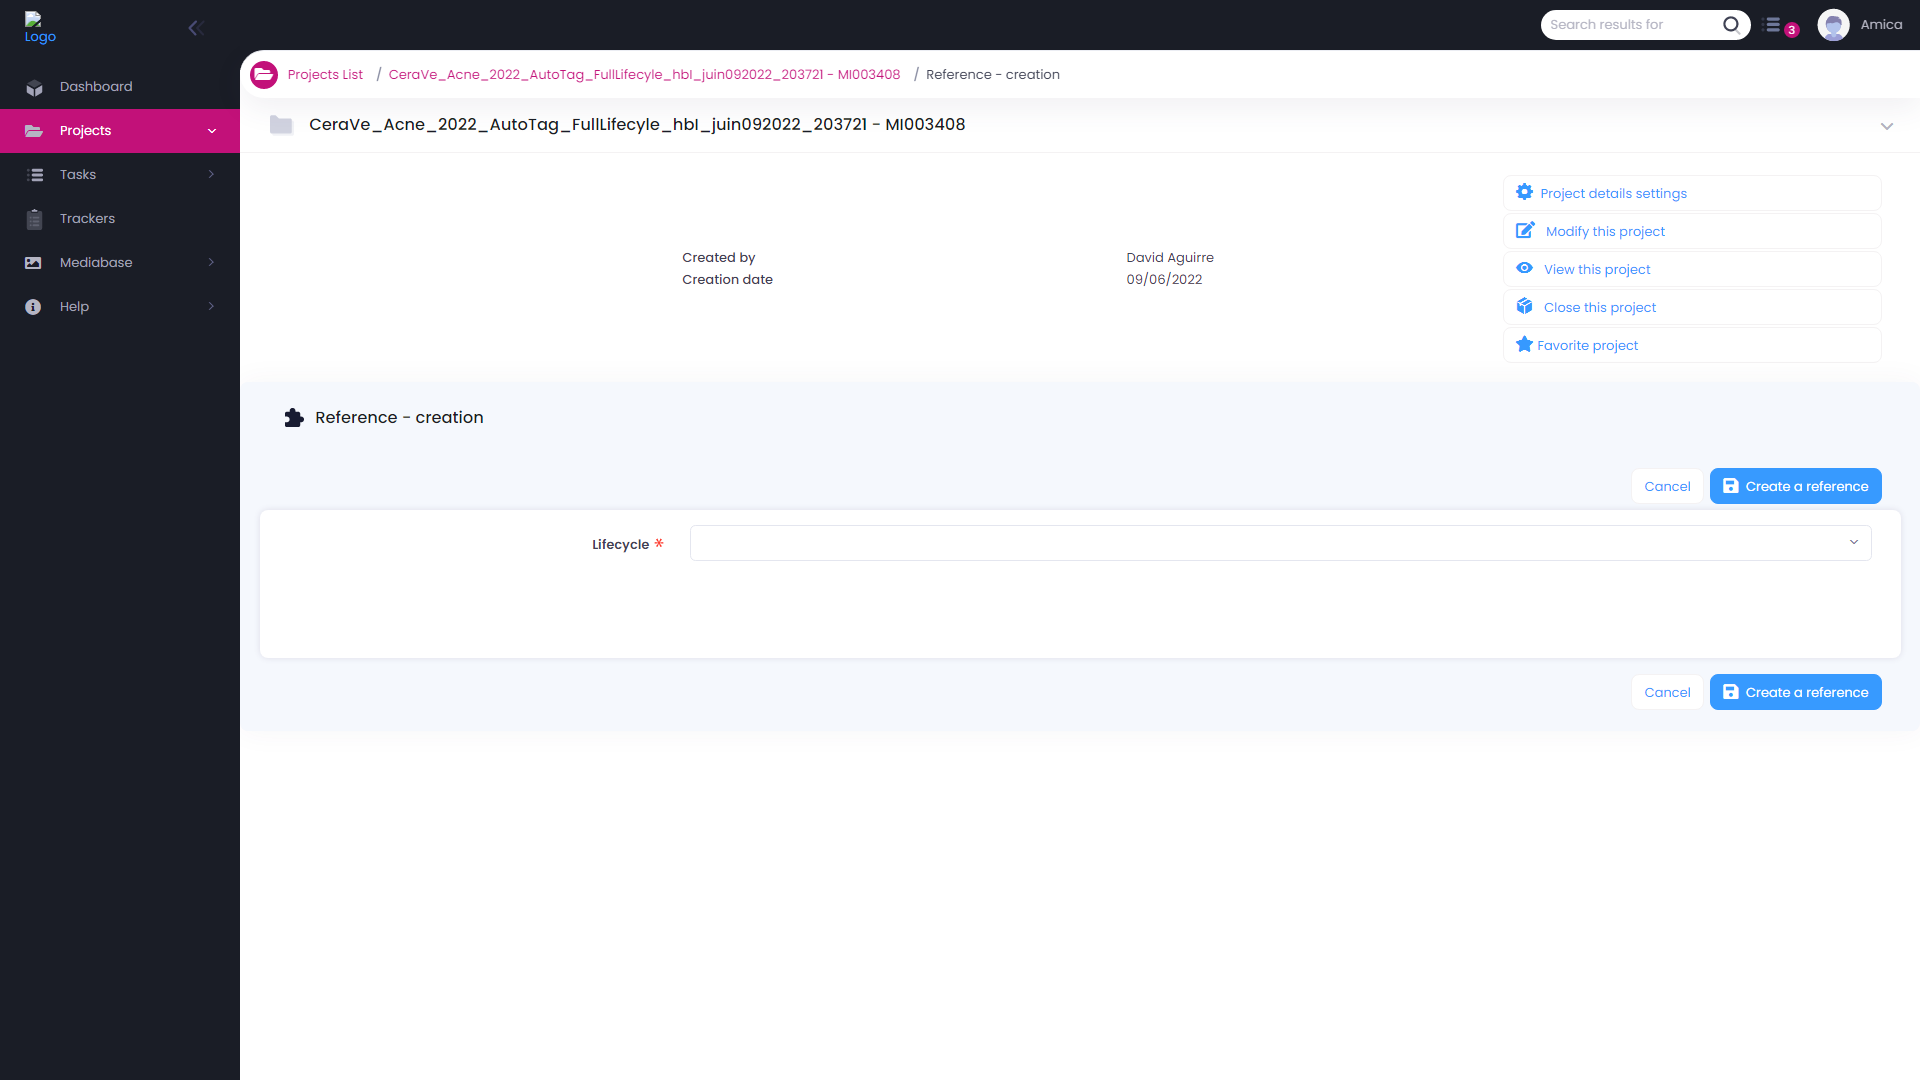 Logo
Search results for
3
Amica
Dashboard
Projects
Tasks
Trackers
Mediabase
Help
Projects List / CeraVe_Acne_2022_AutoTag_FullLifecyle_hbl_juin092022_203721 - MI003408 / Reference - creation
CeraVe_Acne_2022_AutoTag_FullLifecyle_hbl_juin092022_203721 - MI003408
Created by David Aguirre
Creation date 09/06/2022
Project details settings
Modify this project
View this project
Close this project
Favorite project
Reference - creation
Cancel Create a reference
Lifecycle *
Cancel Create a reference